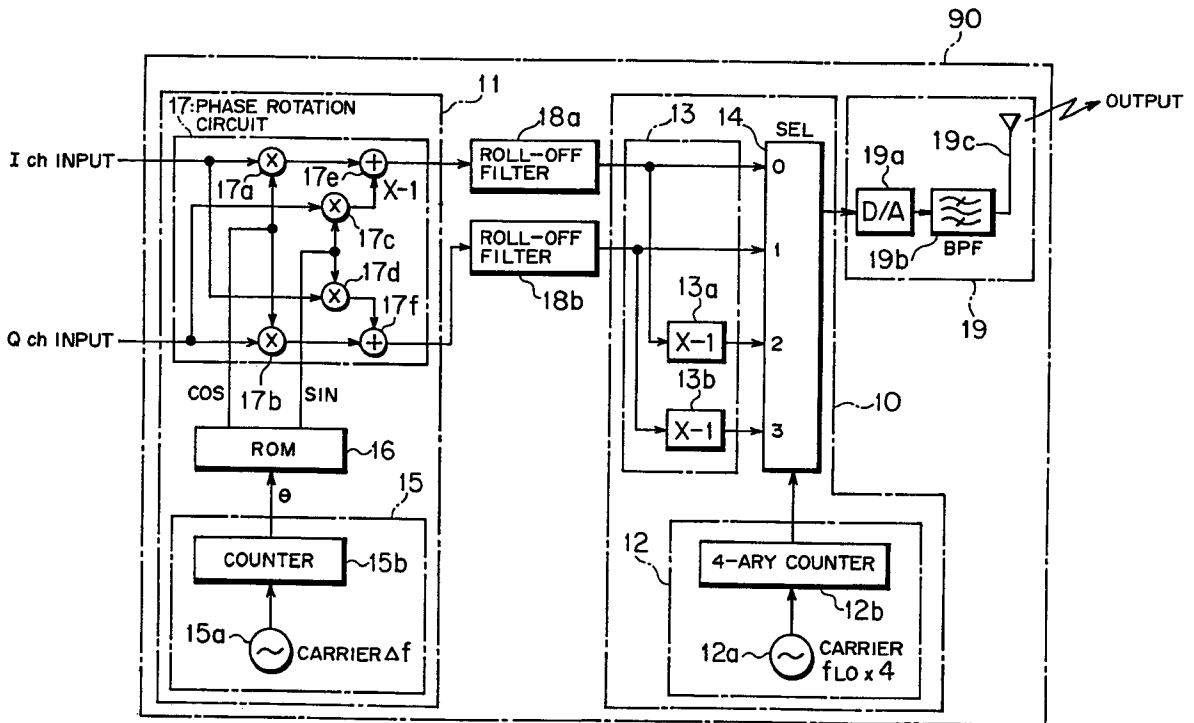 90
OUTPUT
11
17:PHASE ROTATION
CIRCUIT
I ch INPUT
17a
17e
X-1
17c
17d
17f
Q ch INPUT
17b
COS
SIN
ROM
16
θ
15
COUNTER
15b
15a
CARRIER Δf
18a
ROLL-OFF
FILTER
ROLL-OFF
FILTER
18b
13
14
SEL
0
1
2
3
13a
X-1
13b
X-1
10
12
4-ARY COUNTER
12b
12a
CARRIER
fLO x 4
19a
D/A
19b
BPF
19c
19